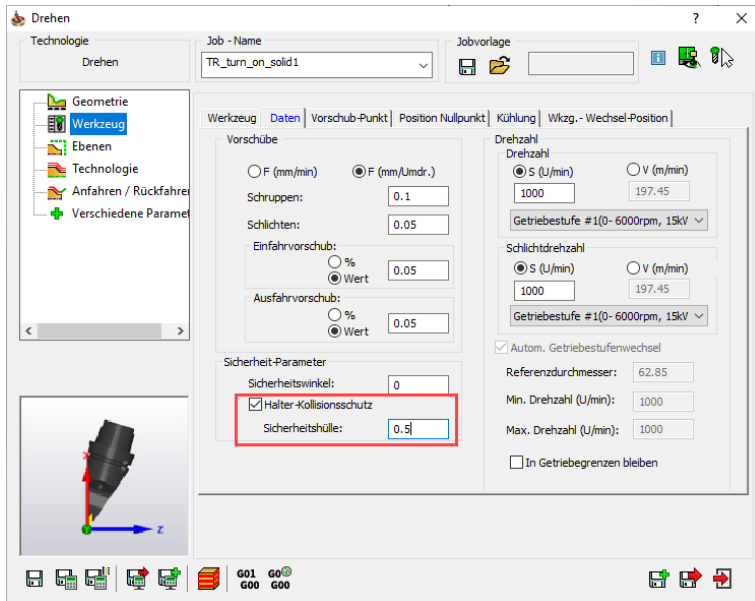 Drehen
?
Technologie
Drehen
Job - Name
TR_turn_on_solid1
Jobvorlage
Geometrie
Werkzeug
Ebenen
Technologie
Anfahren / Rückfahre
Verschiedene Paramet
Werkzeug Daten Vorschub-Punkt Position Nullpunkt Kühlung Wkzg.- Wechsel-Position
Vorschübe
F (mm/min) F (mm/Umdr.)
Schruppen: 0.1
Schlichten: 0.05
Einfahrvorschub:
%
Wert 0.05
Ausfahrvorschub:
%
Wert 0.05
Sicherheit-Parameter
Sicherheitswinkel: 0
Halter-Kollisionsschutz
Sicherheitshülle: 0.5
Drehzahl
Drehzahl
S (U/min) V (m/min)
1000 197.45
Getriebestufe #1(0- 6000rpm, 15kV
Schlichtdrehzahl
S (U/min) V (m/min)
1000 197.45
Getriebestufe #1(0- 6000rpm, 15kV
Autom. Getriebestufenwechsel
Referenzdurchmesser: 62.85
Min. Drehzahl (U/min): 1000
Max. Drehzahl (U/min): 1000
In Getriebegrenzen bleiben
X
Z
G01 G00
G00 G00